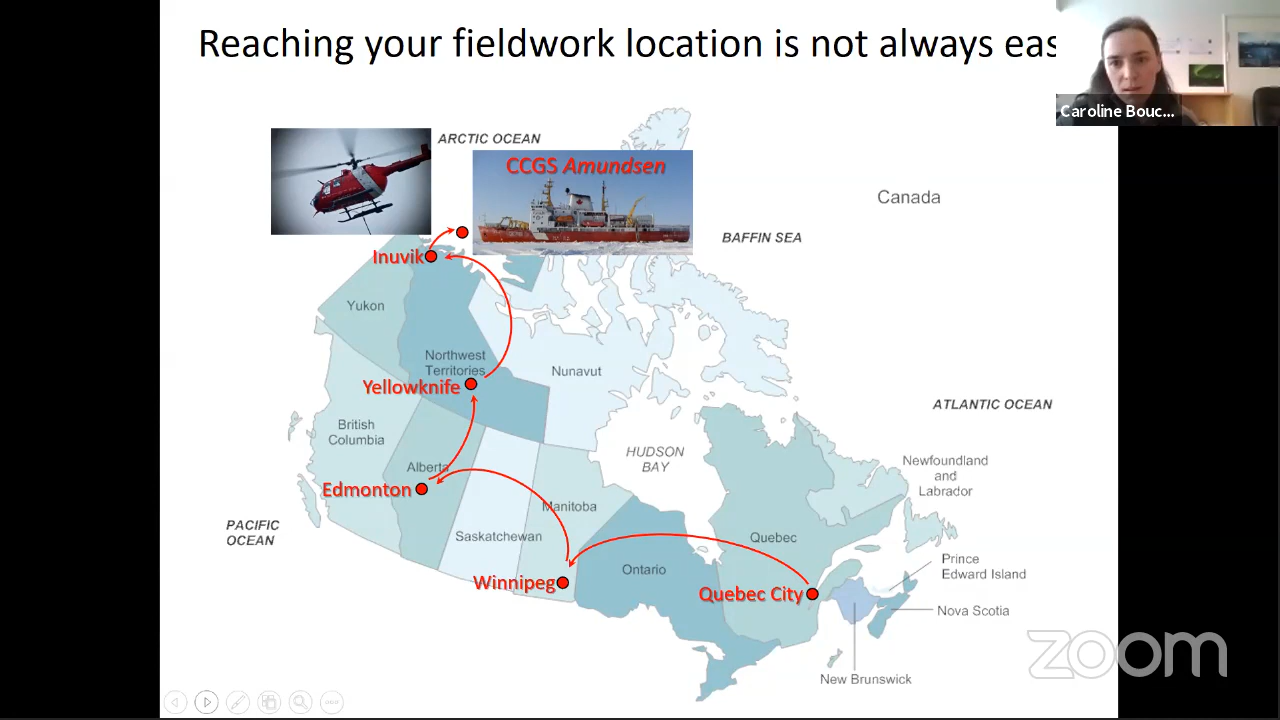 Reaching your fieldwork location is not always eas
Caroline Bouc...
ARCTIC OCEAN
CCGS Amundsen
Canada
BAFFIN SEA
Inuvik
Yukon
Northwest
Territories
Nunavut
Yellowknife
ATLANTIC OCEAN
British
Columbia
HUDSON
BAY
Alberta
Newfoundland
and
Labrador
Edmonton
Manitoba
PACIFIC
OCEAN
Saskatchewan
Quebec
Prince
Edward Island
Ontario
Winnipeg
Quebec City
Nova Scotia
New Brunswick
zoom